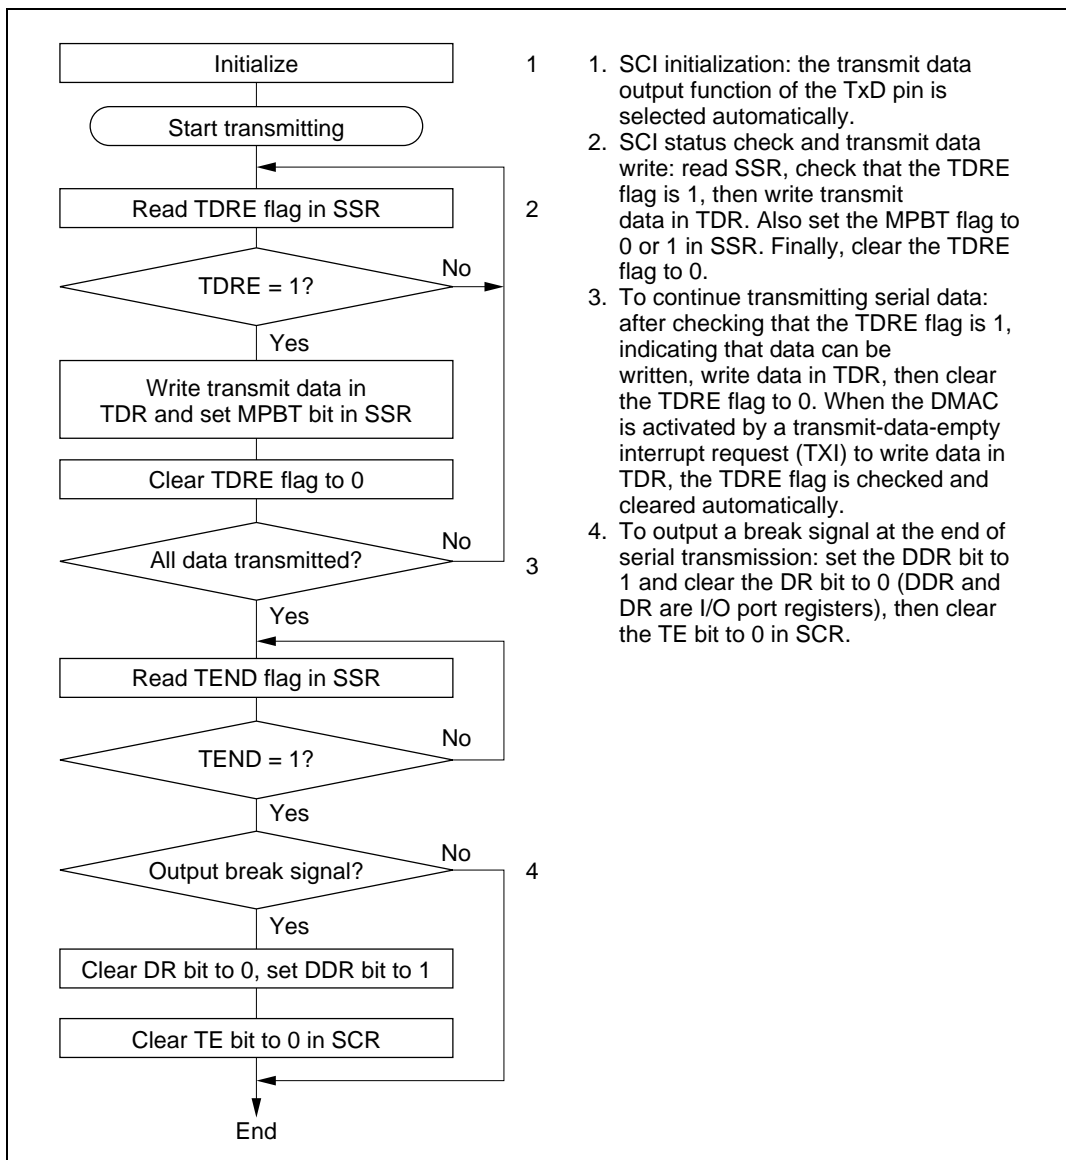 Initialize
1
Start transmitting
Read TDRE flag in SSR
2
TDRE = 1?
No
Yes
Write transmit data in
TDR and set MPBT bit in SSR
Clear TDRE flag to 0
All data transmitted?
No
3
Yes
Read TEND flag in SSR
TEND = 1?
No
Yes
Output break signal?
No
4
Yes
Clear DR bit to 0, set DDR bit to 1
Clear TE bit to 0 in SCR
End
1. SCI initialization: the transmit data
output function of the TxD pin is
selected automatically.
2. SCI status check and transmit data
write: read SSR, check that the TDRE
flag is 1, then write transmit
data in TDR. Also set the MPBT flag to
0 or 1 in SSR. Finally, clear the TDRE
flag to 0.
3. To continue transmitting serial data:
after checking that the TDRE flag is 1,
indicating that data can be
written, write data in TDR, then clear
the TDRE flag to 0. When the DMAC
is activated by a transmit-data-empty
interrupt request (TXI) to write data in
TDR, the TDRE flag is checked and
cleared automatically.
4. To output a break signal at the end of
serial transmission: set the DDR bit to
1 and clear the DR bit to 0 (DDR and
DR are I/O port registers), then clear
the TE bit to 0 in SCR.